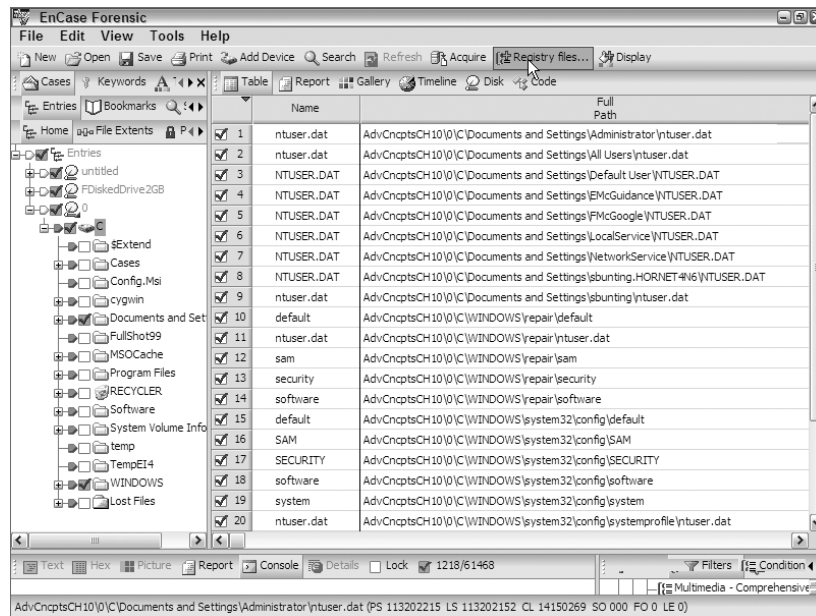 EnCase Forensic
File Edit View Tools Help
New Open Save Print Add Device Search Refresh Acquire Registry files... Display
Cases Keywords
Table Report Gallery Timeline Disk Code
Entries Bookmarks
Home File Extents P
Name Full Path
Entries
untitled
FDiskedDrive2GB
0
C
$Extend
Cases
Config.Msi
cygwin
Documents and Set
FullShot99
MSOCache
Program Files
RECYCLER
Software
System Volume Info
temp
TempEI4
WINDOWS
Lost Files
1 ntuser.dat AdvCncptsCH10\0\C\Documents and Settings\Administrator\ntuser.dat
2 ntuser.dat AdvCncptsCH10\0\C\Documents and Settings\All Users\ntuser.dat
3 NTUSER.DAT AdvCncptsCH10\0\C\Documents and Settings\Default User\NTUSER.DAT
4 NTUSER.DAT AdvCncptsCH10\0\C\Documents and Settings\EMcGuidance\NTUSER.DAT
5 NTUSER.DAT AdvCncptsCH10\0\C\Documents and Settings\FMcGoogle\NTUSER.DAT
6 NTUSER.DAT AdvCncptsCH10\0\C\Documents and Settings\LocalService\NTUSER.DAT
7 NTUSER.DAT AdvCncptsCH10\0\C\Documents and Settings\NetworkService\NTUSER.DAT
8 NTUSER.DAT AdvCncptsCH10\0\C\Documents and Settings\sbunting.HORNET4N6\NTUSER.DAT
9 ntuser.dat AdvCncptsCH10\0\C\Documents and Settings\sbunting\ntuser.dat
10 default AdvCncptsCH10\0\C\WINDOWS\repair\default
11 ntuser.dat AdvCncptsCH10\0\C\WINDOWS\repair\ntuser.dat
12 sam AdvCncptsCH10\0\C\WINDOWS\repair\sam
13 security AdvCncptsCH10\0\C\WINDOWS\repair\security
14 software AdvCncptsCH10\0\C\WINDOWS\repair\software
15 default AdvCncptsCH10\0\C\WINDOWS\system32\config\default
16 SAM AdvCncptsCH10\0\C\WINDOWS\system32\config\SAM
17 SECURITY AdvCncptsCH10\0\C\WINDOWS\system32\config\SECURITY
18 software AdvCncptsCH10\0\C\WINDOWS\system32\config\software
19 system AdvCncptsCH10\0\C\WINDOWS\system32\config\system
20 ntuser.dat AdvCncptsCH10\0\C\WINDOWS\system32\config\systemprofile\ntuser.dat
Text Hex Picture Report Console Details Lock 1218/61468
Filters Condition
Multimedia - Comprehensive
AdvCncptsCH10\0\C\Documents and Settings\Administrator\ntuser.dat (PS 113202215 LS 113202152 CL 14150269 SO 000 FO 0 LE 0)